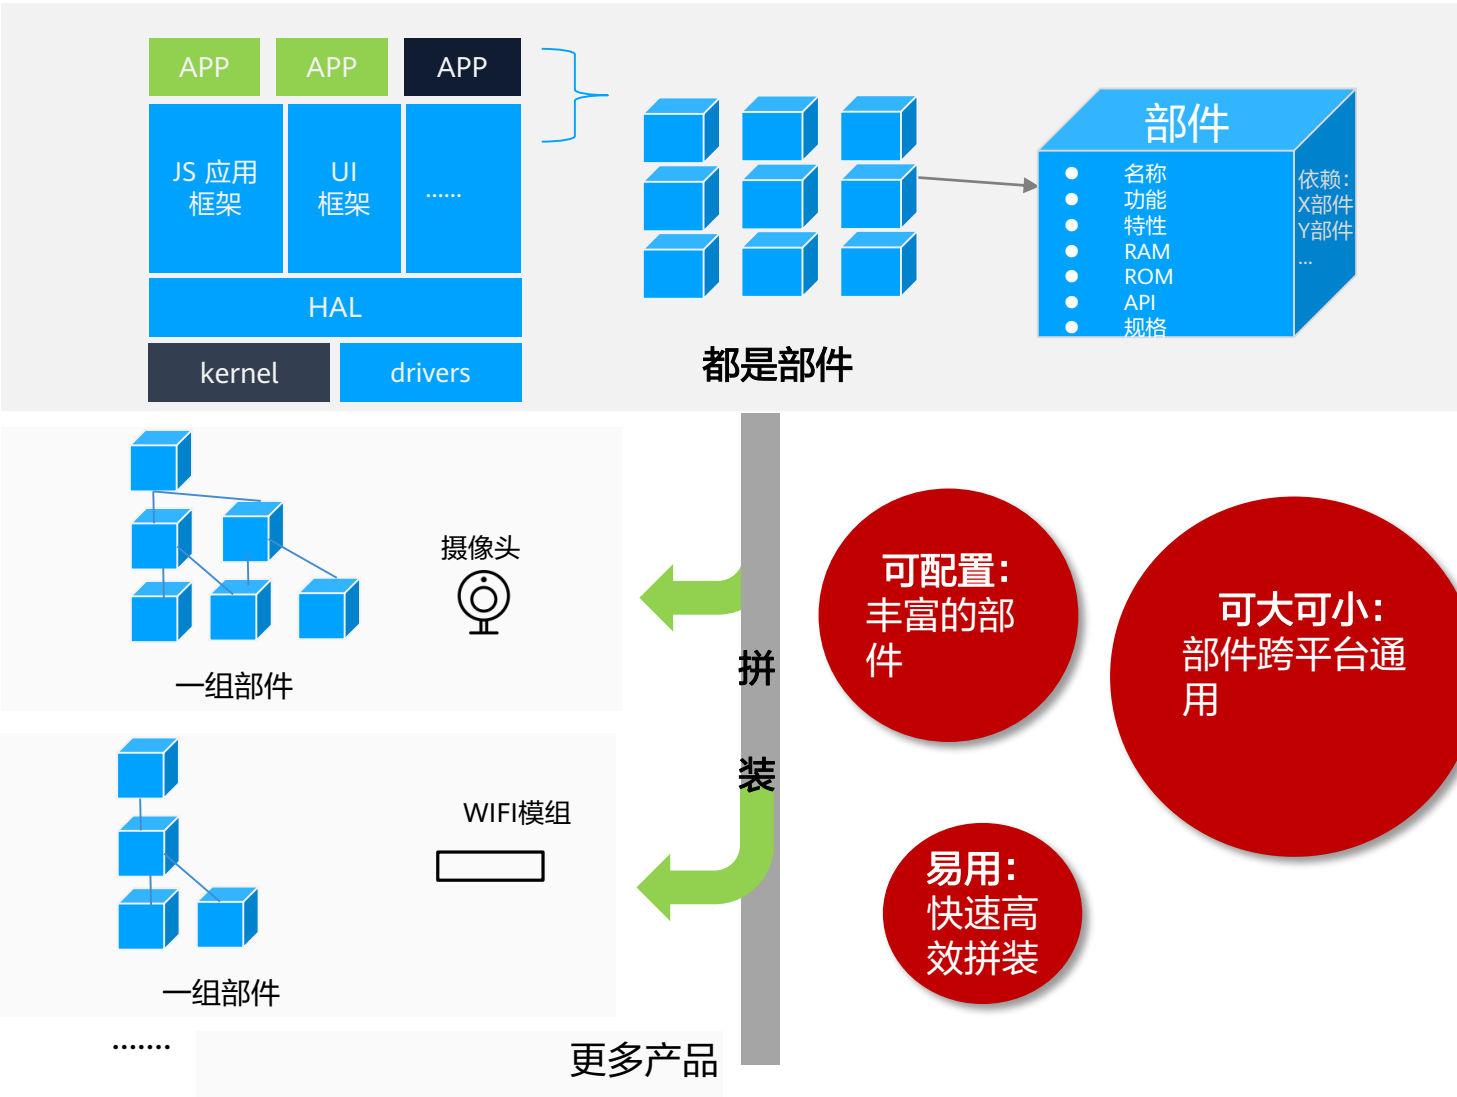 APP
APP
APP
JS 应用
框架
UI
框架
......
HAL
kernel
drivers
都是部件
部件
名称
功能
特性
RAM
ROM
API
规格
依赖：
X部件
Y部件
...
摄像头
一组部件
WIFI模组
一组部件
.......
更多产品
拼
装
可配置：
丰富的部
件
可大可小：
部件跨平台通
用
易用：
快速高
效拼装